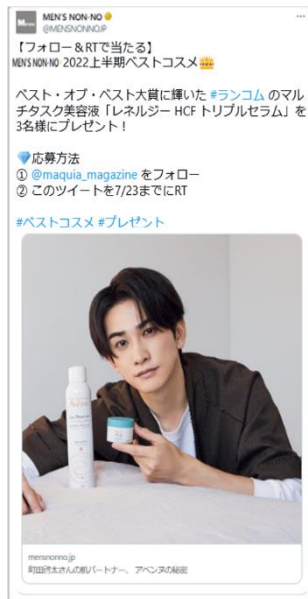 MEN'S NON-NO
@MENSNONNOJP
【フォロー＆RTで当たる】
MEN'S NON-NO 2022上半期ベストコスメ👑
ベスト・オブ・ベスト大賞に輝いた #ランコム のマル
チタスク美容液「レネルジー HCF トリプルセラム」を
3名様にプレゼント！
💎応募方法
① @maquia_magazine をフォロー
② このツイートを7/23までにRT
#ベストコスメ #プレゼント
mensnonno.jp
町田啓太さんの肌パートナー、アベンヌの秘密